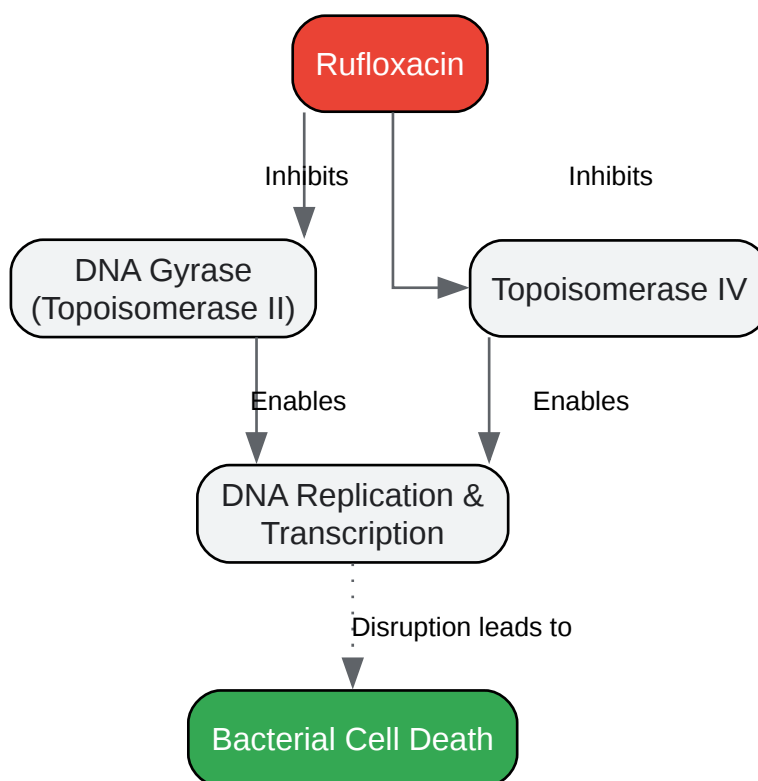 Rufloxacin
Inhibits
Inhibits
DNA Gyrase
(Topoisomerase II)
Topoisomerase IV
Enables
Enables
DNA Replication &
Transcription
Disruption leads to
Bacterial Cell Death